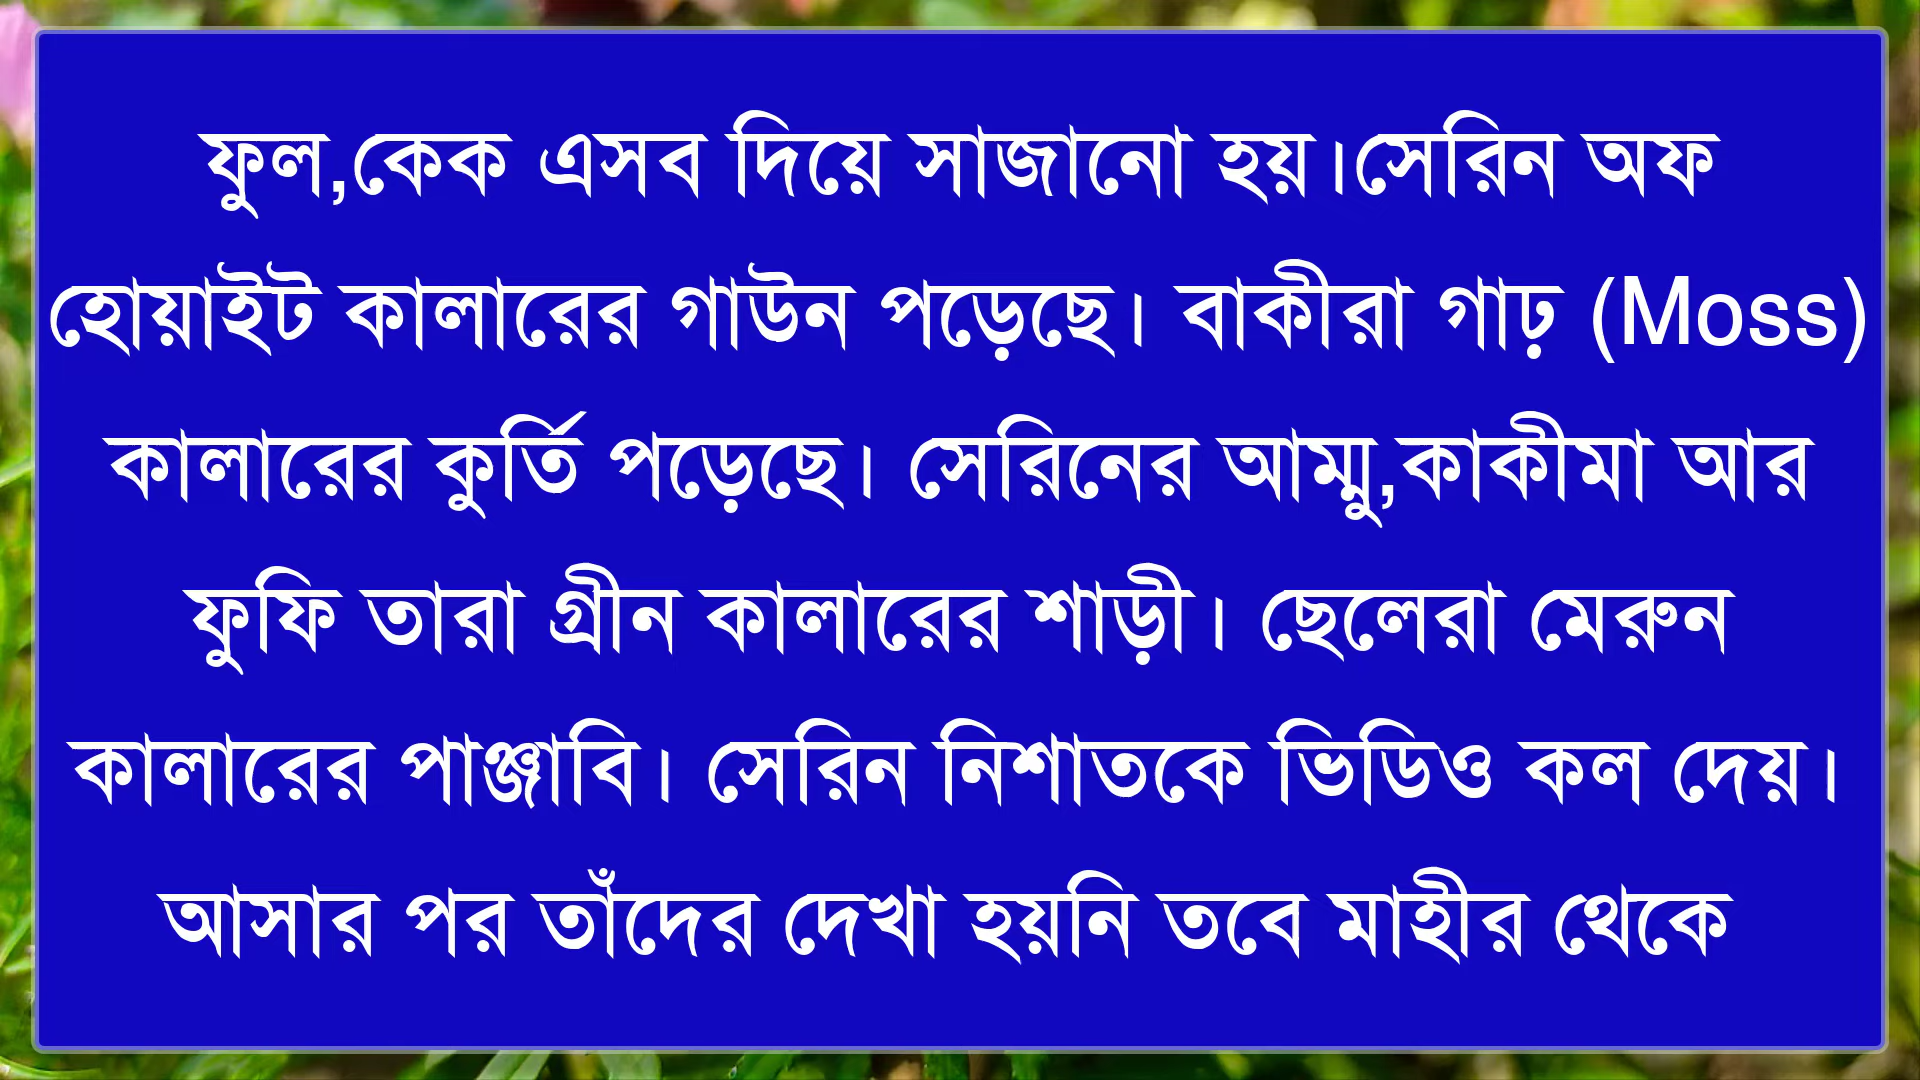 ফুল,কেক এসব দিয়ে সাজানো হয়।সেরিন অফ
হোয়াইট কালারের গাউন পড়েছে। বাকীরা গাঢ় (Moss)
কালারের কুর্তি পড়েছে। সেরিনের আম্মু,কাকীমা আর
ফুফি তারা গ্রীন কালারের শাড়ী। ছেলেরা মেরুন
কালারের পাঞ্জাবি। সেরিন নিশাতকে ভিডিও কল দেয়।
আসার পর তাঁদের দেখা হয়নি তবে মাহীর থেকে